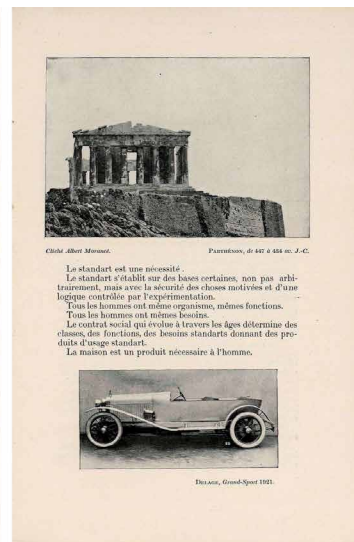 Cliché Albert Morancé.
PARTHÉNON, de 447 à 434 av. J.-C.
Le standart est une nécessité.
Le standart s'établit sur des bases certaines, non pas arbi-
trairement, mais avec la sécurité des choses motivées et d'une
logique contrôlée par l'expérimentation.
Tous les hommes ont même organisme, mêmes fonctions.
Tous les hommes ont mêmes besoins.
Le contrat social qui évolue à travers les âges détermine des
classes, des fonctions, des besoins standarts donnant des pro-
duits d'usage standart.
La maison est un produit nécessaire à l'homme.
DELAGE, Grand-Sport 1921.